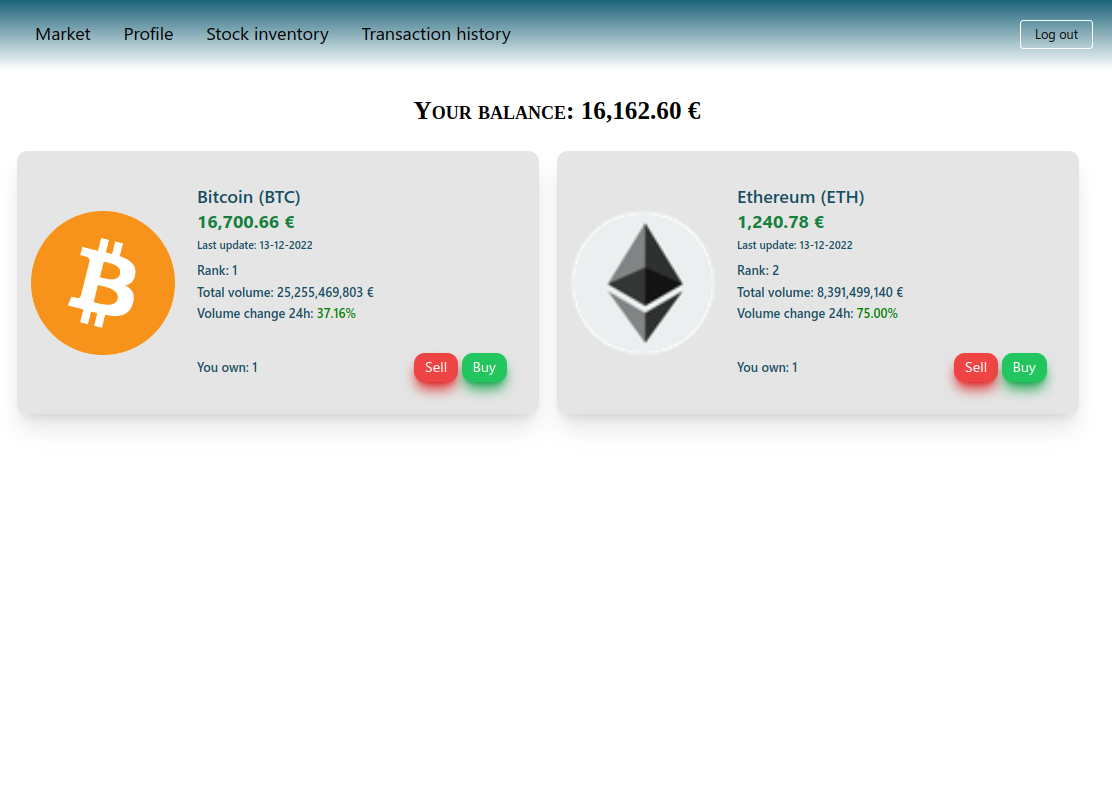 Market Profile Stock inventory Transaction history Log out
Your balance: 16,162.60 €
Bitcoin (BTC)
16,700.66 €
Last update: 13-12-2022
Rank: 1
Total volume: 25,255,469,803 €
Volume change 24h: 37.16%
You own: 1 Sell Buy
Ethereum (ETH)
1,240.78 €
Last update: 13-12-2022
Rank: 2
Total volume: 8,391,499,140 €
Volume change 24h: 75.00%
You own: 1 Sell Buy